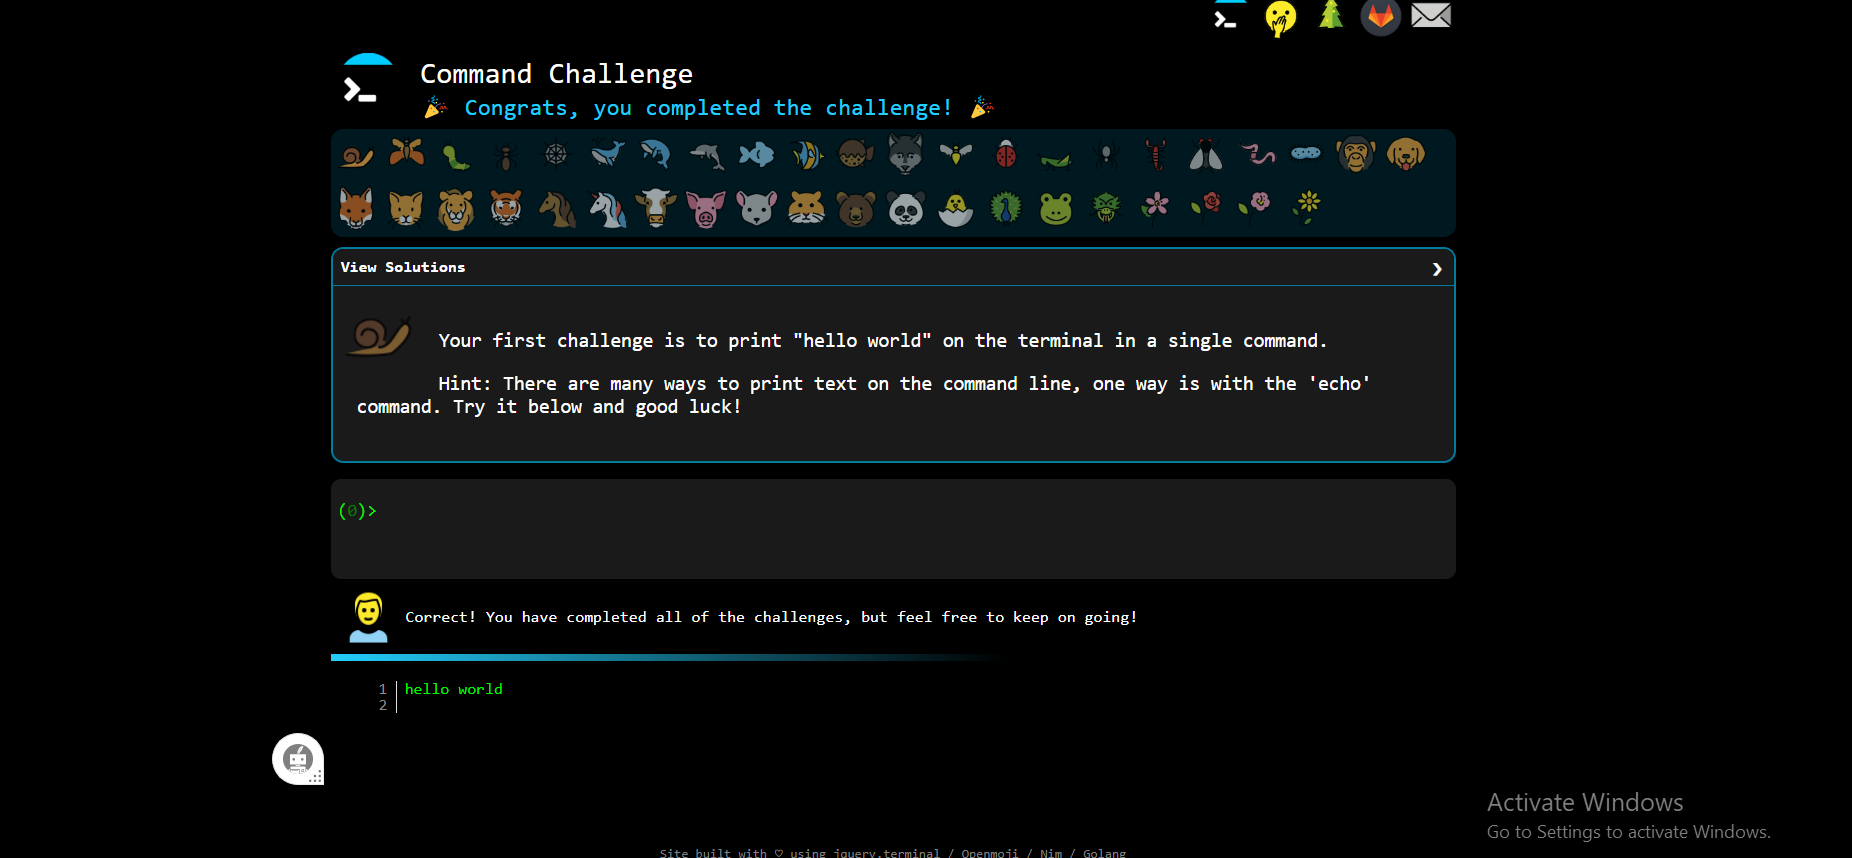 Command Challenge
🎉 Congrats, you completed the challenge! 🎉
View Solutions
Your first challenge is to print "hello world" on the terminal in a single command.
Hint: There are many ways to print text on the command line, one way is with the 'echo'
command. Try it below and good luck!
(0)>
Correct! You have completed all of the challenges, but feel free to keep on going!
1 hello world
2
Activate Windows
Go to Settings to activate Windows.
Site built with ♡ using jquery.terminal / Openmoji / Nim / Golang